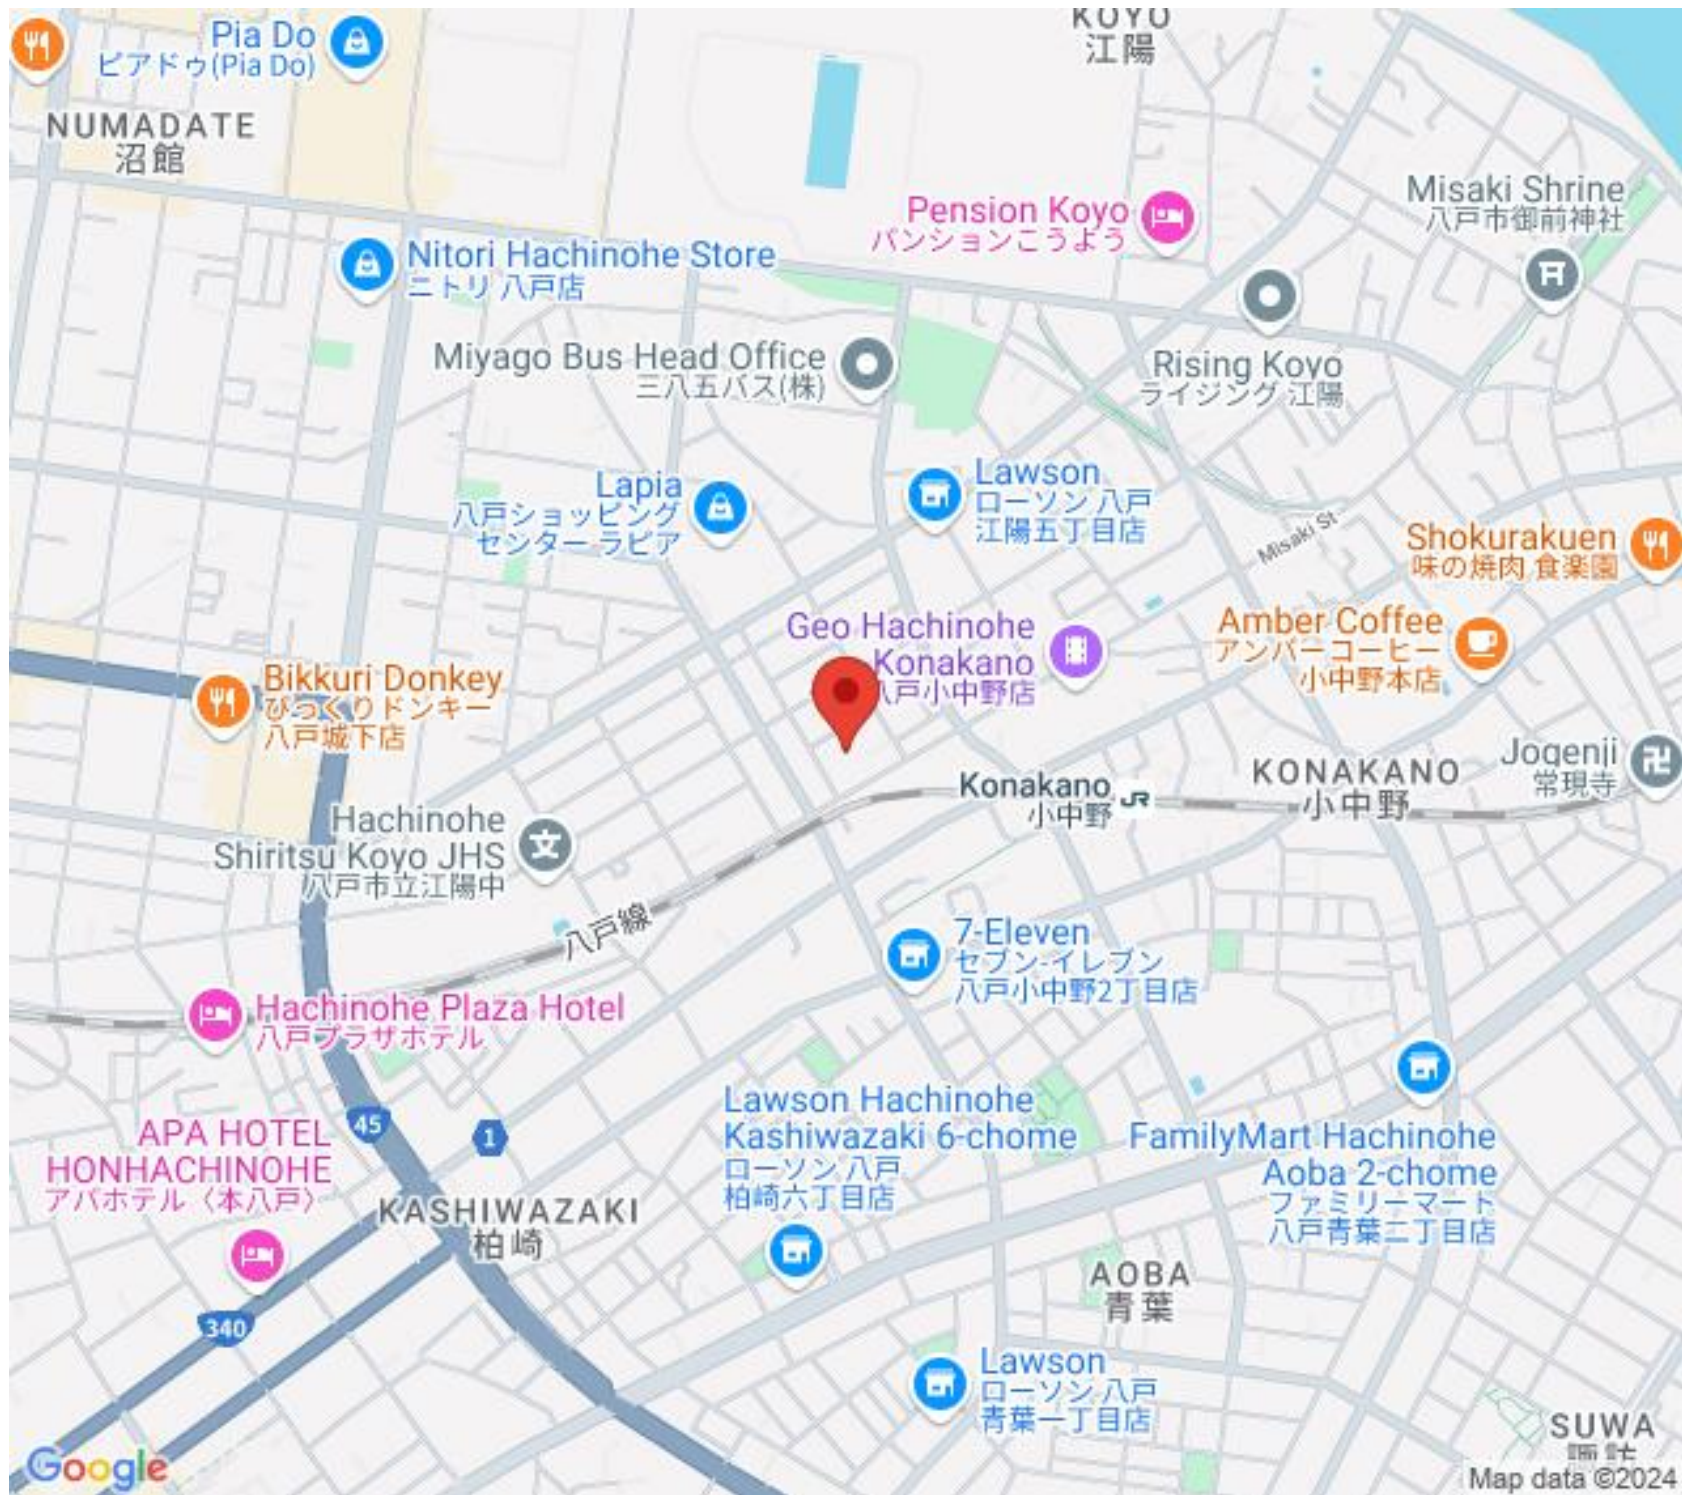 KOYO
江陽
Pia Do
ピアドゥ(Pia Do)
NUMADATE
沼館
Misaki Shrine
八戸市御前神社
Pension Koyo
パンションこうよう
Nitori Hachinohe Store
ニトリ 八戸店
Miyago Bus Head Office
三八五バス(株)
Rising Koyo
ライジング 江陽
Lapia
八戸ショッピング
センター ラピア
Lawson
ローソン 八戸
江陽五丁目店
Misaki St
Shokurakuen
味の焼肉 食楽園
Geo Hachinohe
Konakano
八戸小中野店
Amber Coffee
アンバーコーヒー
小中野本店
Bikkuri Donkey
びっくりドンキー
八戸城下店
Konakano
小中野
JR
KONAKANO
小中野
Jogenji
常現寺
卍
Hachinohe
Shiritsu Koyo JHS
八戸市立江陽中
文
八戸線
7-Eleven
セブン-イレブン
八戸小中野2丁目店
Hachinohe Plaza Hotel
八戸プラザホテル
45
1
APA HOTEL
HONHACHINOHE
アパホテル〈本八戸〉
Lawson Hachinohe
Kashiwazaki 6-chome
ローソン 八戸
柏崎六丁目店
FamilyMart Hachinohe
Aoba 2-chome
ファミリーマート
八戸青葉二丁目店
KASHIWAZAKI
柏崎
340
AOBA
青葉
Lawson
ローソン 八戸
青葉一丁目店
SUWA
Google
Map data ©2024